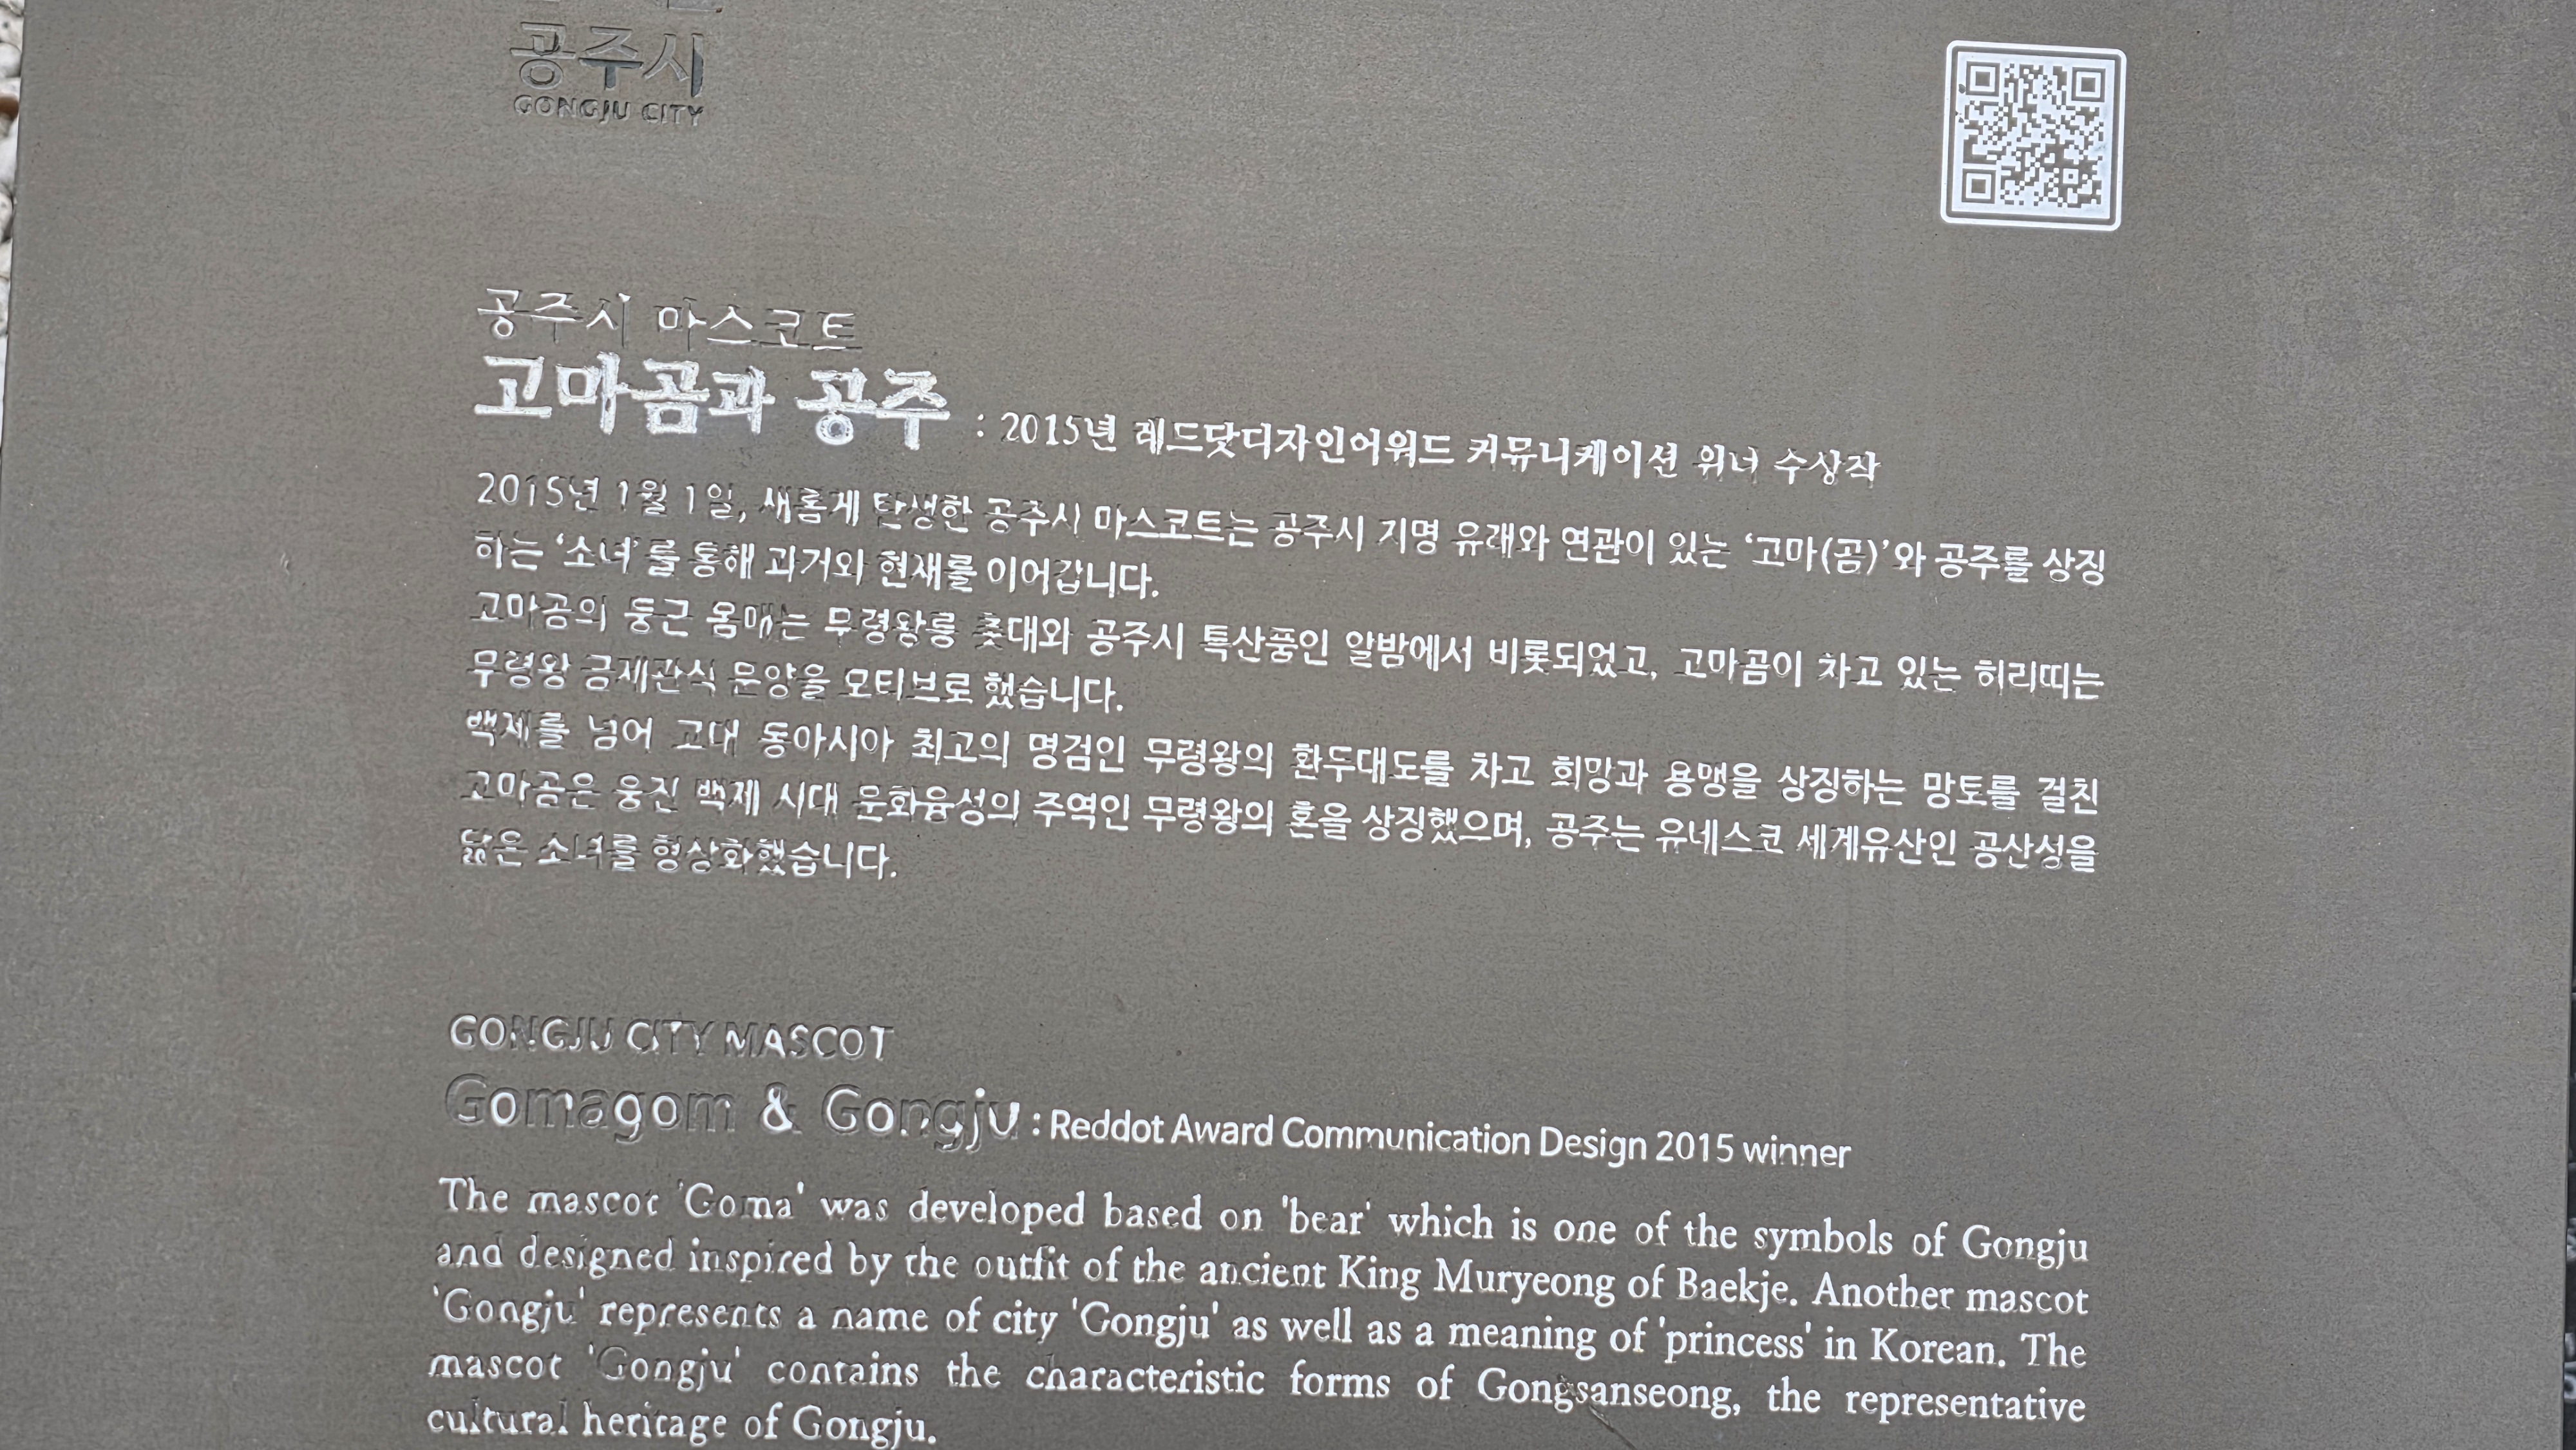 공주시
GONGJU CITY
공주시 마스코트
고마곰과 공주 : 2015년 레드닷디자인어워드 커뮤니케이션 위너 수상작
2015년 1월 1일, 새롭게 탄생한 공주시 마스코트는 공주시 지명 유래와 연관이 있는 ‘고마(곰)’와 공주를 상징
하는 ‘소녀’를 통해 과거와 현재를 이어갑니다.
고마곰의 둥근 몸매는 무령왕릉 촛대와 공주시 특산품인 알밤에서 비롯되었고, 고마곰이 차고 있는 허리띠는
무령왕 금제관식 문양을 모티브로 했습니다.
백제를 넘어 고대 동아시아 최고의 명검인 무령왕의 환두대도를 차고 희망과 용맹을 상징하는 망토를 걸친
고마곰은 웅진 백제 시대 문화융성의 주역인 무령왕의 혼을 상징했으며, 공주는 유네스코 세계유산인 공산성을
닮은 소녀를 형상화했습니다.
GONGJU CITY MASCOT
Gomagom & Gongju : Reddot Award Communication Design 2015 winner
The mascot 'Goma' was developed based on 'bear' which is one of the symbols of Gongju
and designed inspired by the outfit of the ancient King Muryeong of Baekje. Another mascot
'Gongju' represents a name of city 'Gongju' as well as a meaning of 'princess' in Korean. The
mascot 'Gongju' contains the characteristic forms of Gongsanseong, the representative
cultural heritage of Gongju.